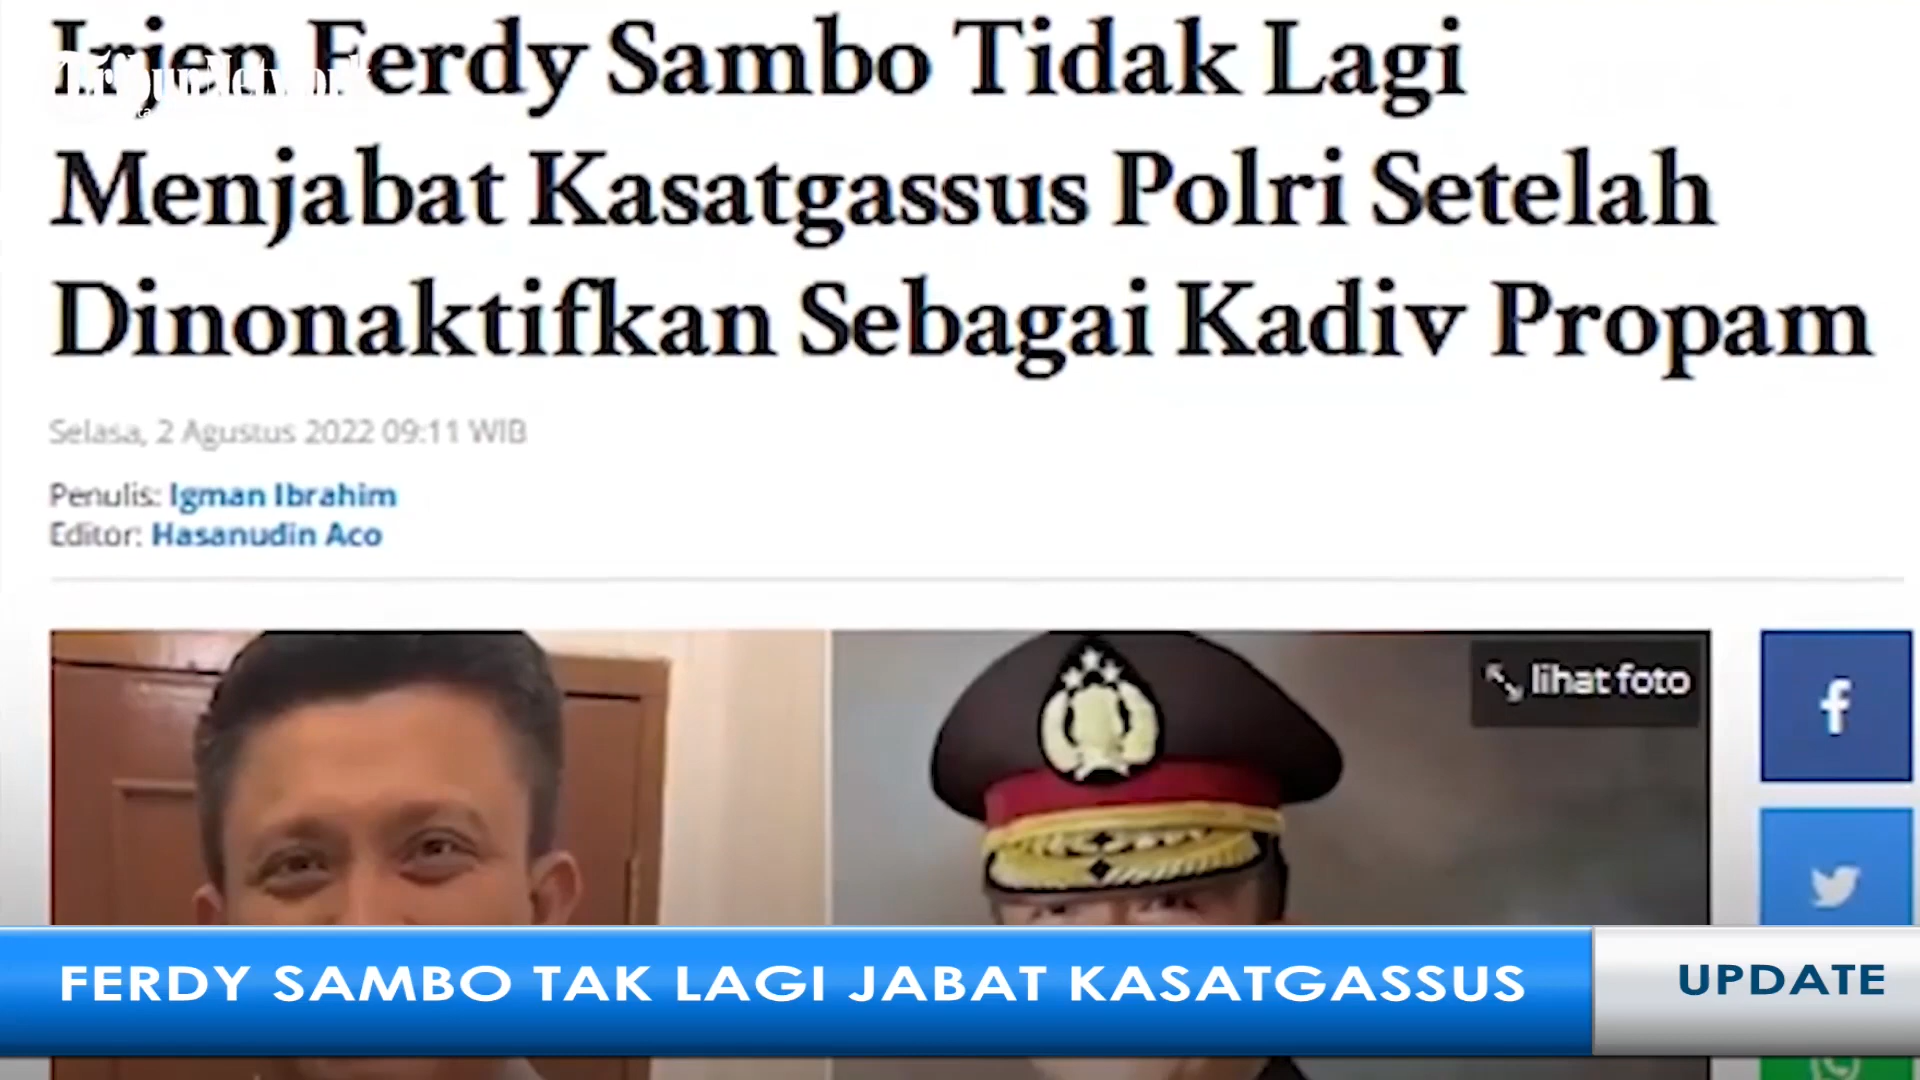 Irjen Ferdy Sambo Tidak Lagi
Menjabat Kasatgassus Polri Setelah
Dinonaktifkan Sebagai Kadiv Propam
TribunNetwork
Selasa, 2 Agustus 2022 09:11 WIB
Penulis: Igman Ibrahim
Editor: Hasanudin Aco
lihat foto
FERDY SAMBO TAK LAGI JABAT KASATGASSUS
UPDATE